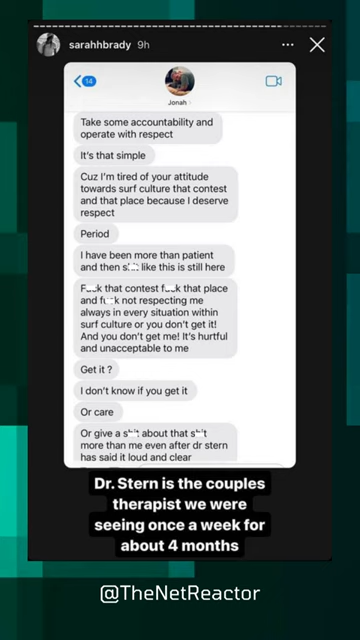 sarahhbrady 9h
14
Jonah
Take some accountability and
operate with respect
It's that simple
Cuz I'm tired of your attitude
towards surf culture that contest
and that place because I deserve
respect
Period
I have been more than patient
and then s t like this is still here
F ck that contest f ck that place
and f ck not respecting me
always in every situation within
surf culture or you don't get it!
And you don't get me! It's hurtful
and unacceptable to me
Get it ?
I don't know if you get it
Or care
Or give a s t about that s t
more than me even after dr stern
has said it loud and clear
Dr. Stern is the couples
therapist we were
seeing once a week for
about 4 months
@TheNetReactor